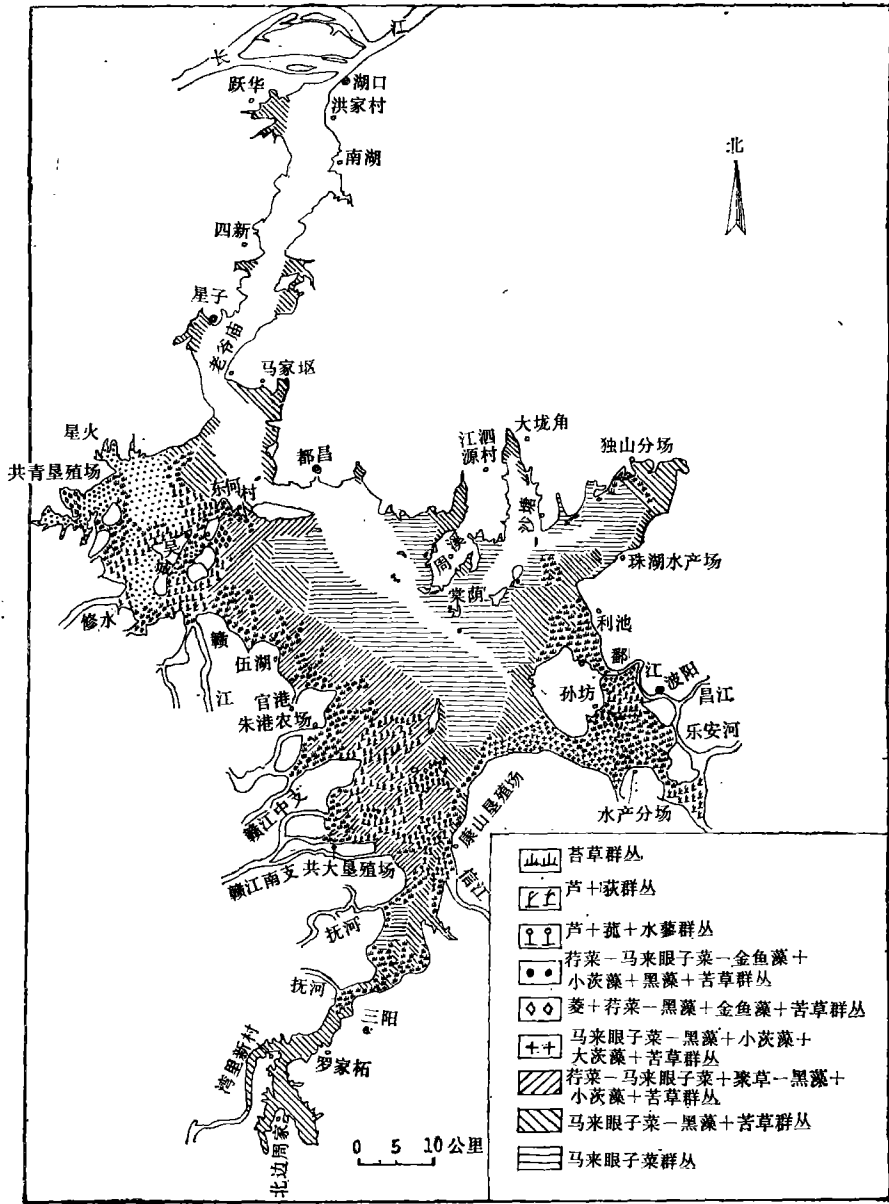 长
江
跃华
湖口
洪家村
北
南湖
四新
星子
老爷庙
马家堰
星火
大垅角
江泗
源村
独山分场
共青垦殖场
都昌
东何村
沙塘
吴
城
周溪
棠荫
珠湖水产场
修水
赣
江
利池
伍湖
鄱
江
波阳
官港
孙坊
昌江
朱港农场
乐安河
赣江中支
康山垦殖场
水产分场
赣江南支
共大垦殖场
信江
抚河
抚河
三阳
湾里新村
罗家柘
北边周家
0 5 10公里
苔草群丛
芦+荻群丛
芦+菰+水蓼群丛
荇菜-马来眼子菜-金鱼藻+
小茨藻+黑藻+苦草群丛
菱+荇菜-黑藻+金鱼藻+苦草群丛
马来眼子菜-黑藻+小茨藻+
大茨藻+苦草群丛
荇菜-马来眼子菜+聚草-黑藻+
小茨藻+苦草群丛
马来眼子菜-黑藻+苦草群丛
马来眼子菜群丛